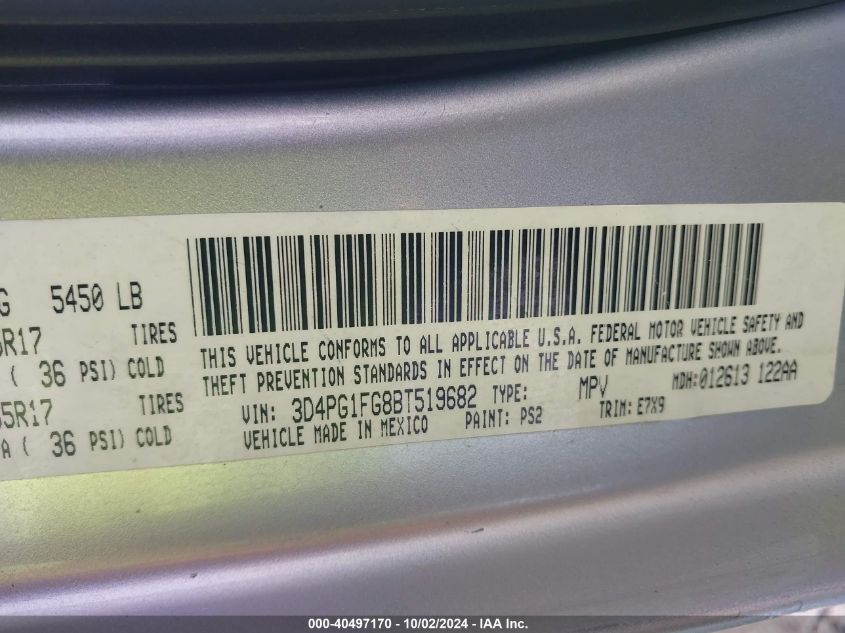 G 5450 LB
5R17 TIRES
( 36 PSI) COLD
55R17
A ( 36 PSI) COLD
THIS VEHICLE CONFORMS TO ALL APPLICABLE U.S.A. FEDERAL MOTOR VEHICLE SAFETY AND
THEFT PREVENTION STANDARDS IN EFFECT ON THE DATE OF MANUFACTURE SHOWN ABOVE.
VIN: 3D4PG1FG8BT519682 TYPE: MPV MDH:012613 122AA
VEHICLE MADE IN MEXICO PAINT: PS2 TRIM: E7X9
000-40497170 - 10/02/2024 - IAA Inc.